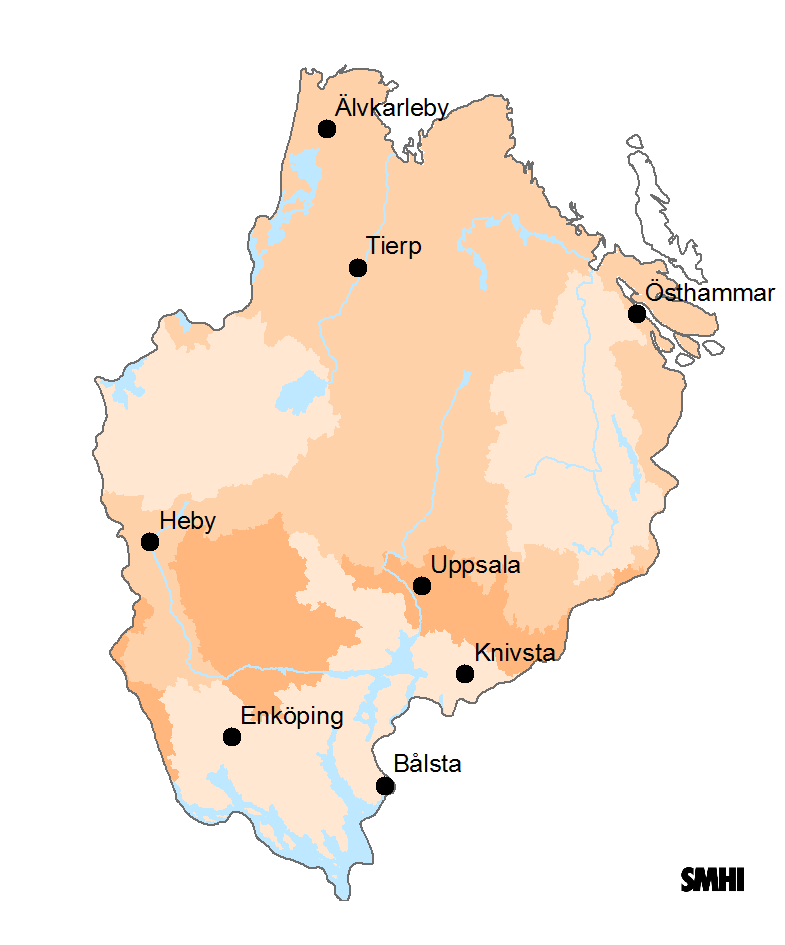 Älvkarleby
Tierp
Östhammar
Heby
Uppsala
Knivsta
Enköping
Bålsta
SMHI